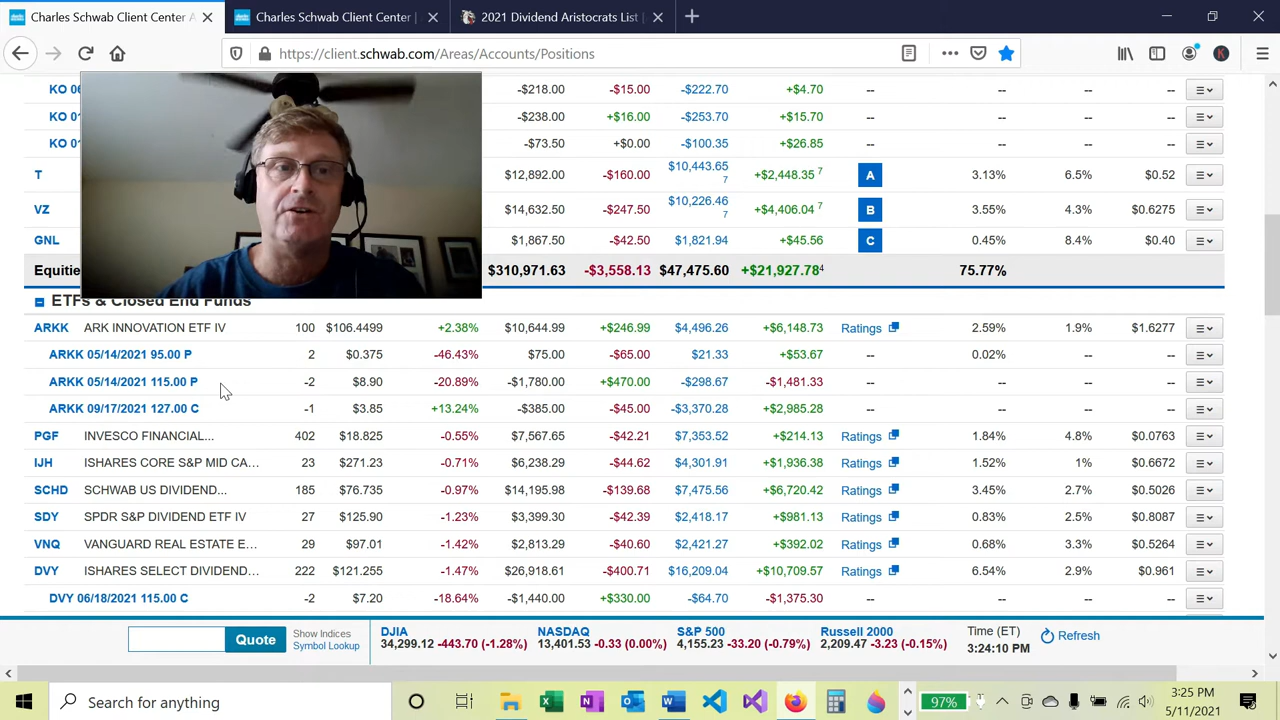 Charles Schwab Client Center A
Charles Schwab Client Center |
2021 Dividend Aristocrats List |
https://client.schwab.com/Areas/Accounts/Positions
KO 06 -$218.00 -$15.00 -$222.70 +$4.70 -- -- --
KO 01 -$238.00 +$16.00 -$253.70 +$15.70 -- -- --
KO 01 -$73.50 +$0.00 -$100.35 +$26.85 -- -- --
T $12,892.00 -$160.00 $10,443.65 7 +$2,448.35 7 A 3.13% 6.5% $0.52
VZ $14,632.50 -$247.50 $10,226.46 7 +$4,406.04 7 B 3.55% 4.3% $0.6275
GNL $1,867.50 -$42.50 $1,821.94 +$45.56 C 0.45% 8.4% $0.40
Equitie $310,971.63 -$3,558.13 $47,475.60 +$21,927.78 4 75.77%
ETFs & Closed End Funds
ARKK ARK INNOVATION ETF IV 100 $106.4499 +2.38% $10,644.99 +$246.99 $4,496.26 +$6,148.73 Ratings 2.59% 1.9% $1.6277
ARKK 05/14/2021 95.00 P 2 $0.375 -46.43% $75.00 -$65.00 $21.33 +$53.67 -- 0.02% -- --
ARKK 05/14/2021 115.00 P -2 $8.90 -20.89% -$1,780.00 +$470.00 -$298.67 -$1,481.33 -- -- -- --
ARKK 09/17/2021 127.00 C -1 $3.85 +13.24% -$385.00 -$45.00 -$3,370.28 +$2,985.28 -- -- -- --
PGF INVESCO FINANCIAL... 402 $18.825 -0.55% $7,567.65 -$42.21 $7,353.52 +$214.13 Ratings 1.84% 4.8% $0.0763
IJH ISHARES CORE S&P MID CA... 23 $271.23 -0.71% $6,238.29 -$44.62 $4,301.91 +$1,936.38 Ratings 1.52% 1% $0.6672
SCHD SCHWAB US DIVIDEND... 185 $76.735 -0.97% $14,195.98 -$139.68 $7,475.56 +$6,720.42 Ratings 3.45% 2.7% $0.5026
SDY SPDR S&P DIVIDEND ETF IV 27 $125.90 -1.23% $3,399.30 -$42.39 $2,418.17 +$981.13 Ratings 0.83% 2.5% $0.8087
VNQ VANGUARD REAL ESTATE E... 29 $97.01 -1.42% $2,813.29 -$40.60 $2,421.27 +$392.02 Ratings 0.68% 3.3% $0.5264
DVY ISHARES SELECT DIVIDEND... 222 $121.255 -1.47% $26,918.61 -$400.71 $16,209.04 +$10,709.57 Ratings 6.54% 2.9% $0.961
DVY 06/18/2021 115.00 C -2 $7.20 -18.64% -$1,440.00 +$330.00 -$64.70 -$1,375.30 -- -- -- --
Quote
Show Indices
Symbol Lookup
DJIA
34,299.12 -443.70 (-1.28%)
NASDAQ
13,401.53 -0.33 (0.00%)
S&P 500
4,155.23 -33.20 (-0.79%)
Russell 2000
2,209.47 -3.23 (-0.15%)
Time (ET)
3:24:10 PM
Refresh
Search for anything
97%
3:25 PM
5/11/2021